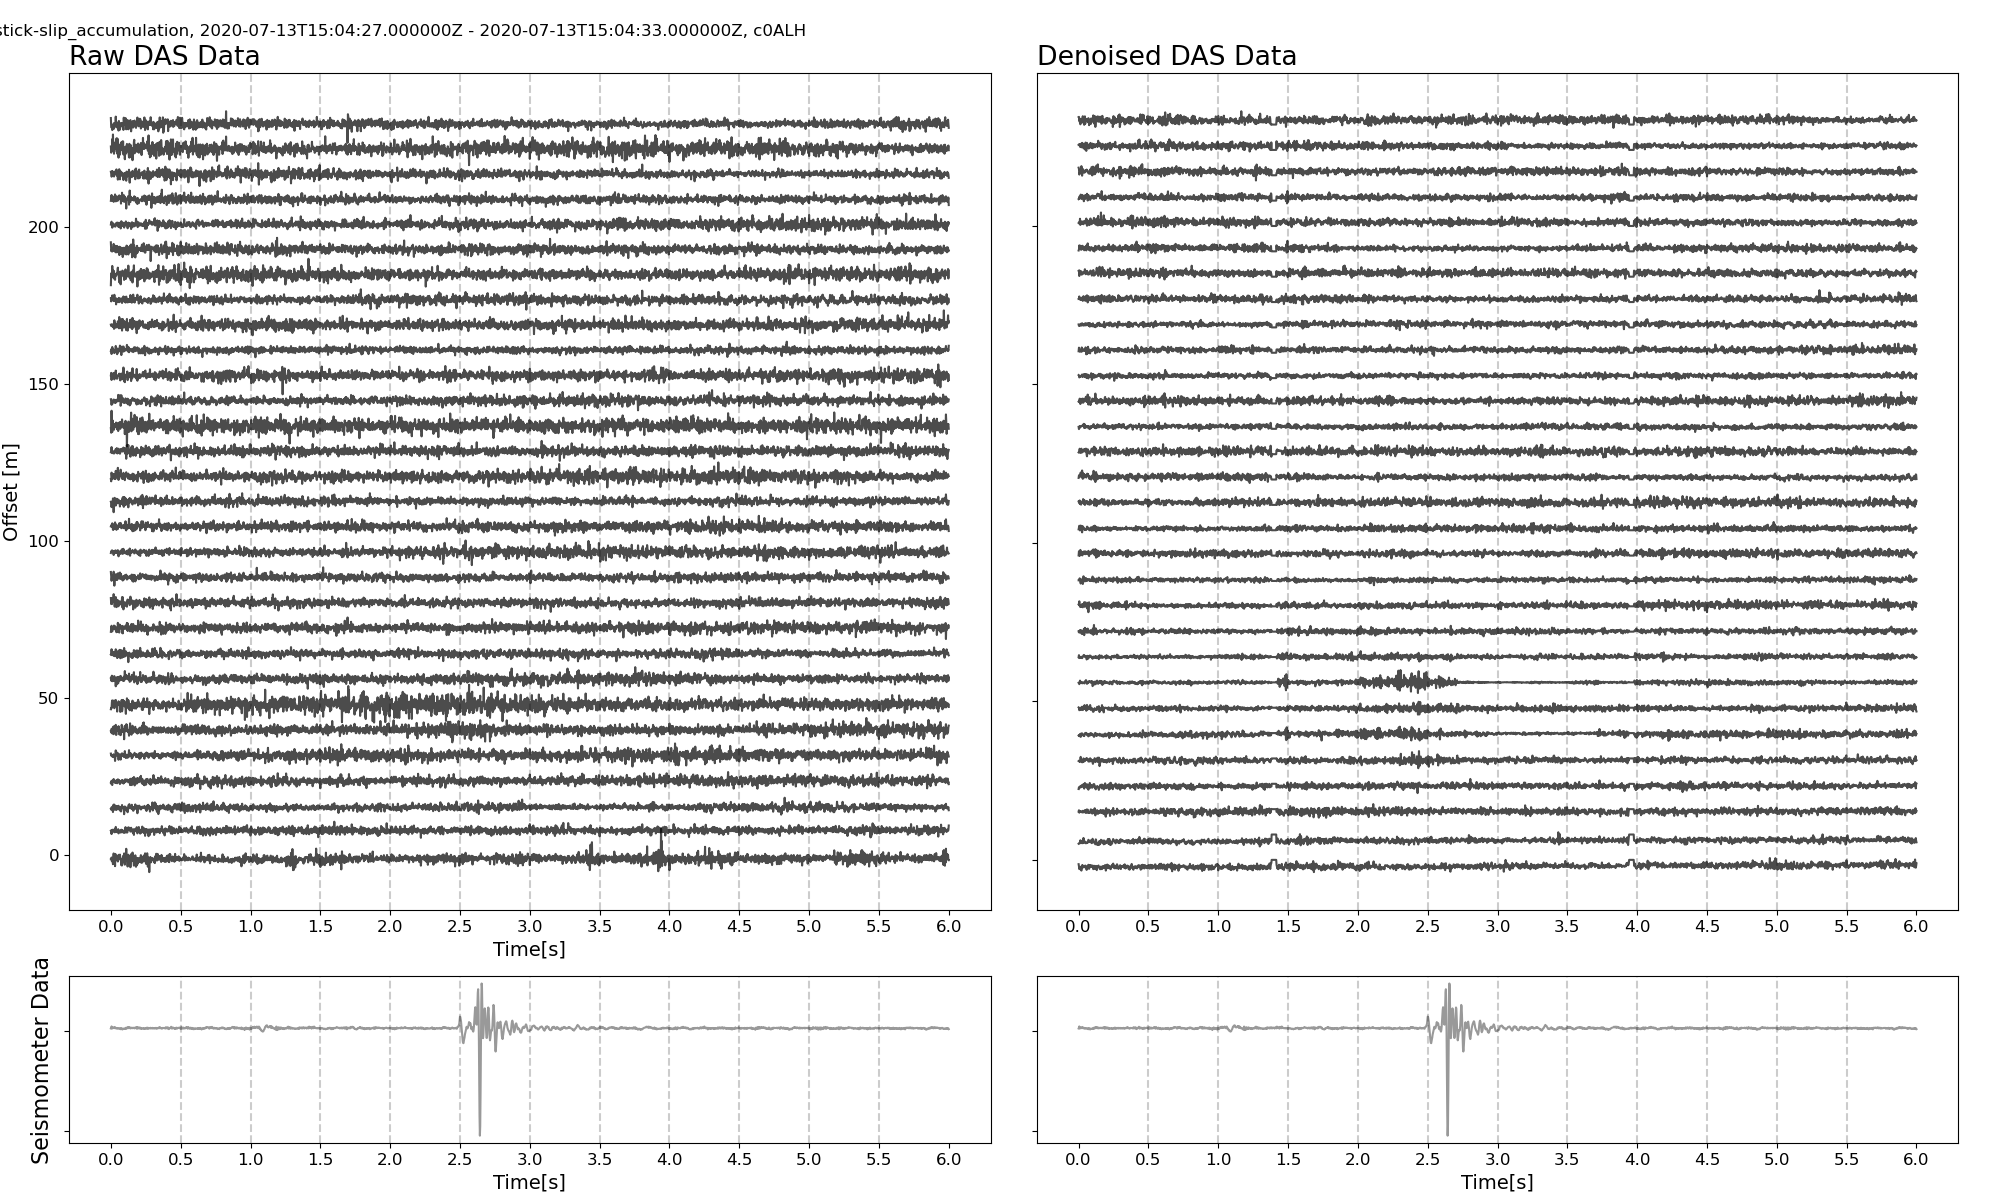 stick-slip_accumulation, 2020-07-13T15:04:27.000000Z - 2020-07-13T15:04:33.000000Z, c0ALH
Raw DAS Data
Denoised DAS Data
Offset [m]
200
150
100
50
0
0.0 0.5 1.0 1.5 2.0 2.5 3.0 3.5 4.0 4.5 5.0 5.5 6.0
Time[s]
0.0 0.5 1.0 1.5 2.0 2.5 3.0 3.5 4.0 4.5 5.0 5.5 6.0
Seismometer Data
0.0 0.5 1.0 1.5 2.0 2.5 3.0 3.5 4.0 4.5 5.0 5.5 6.0
Time[s]
0.0 0.5 1.0 1.5 2.0 2.5 3.0 3.5 4.0 4.5 5.0 5.5 6.0
Time[s]